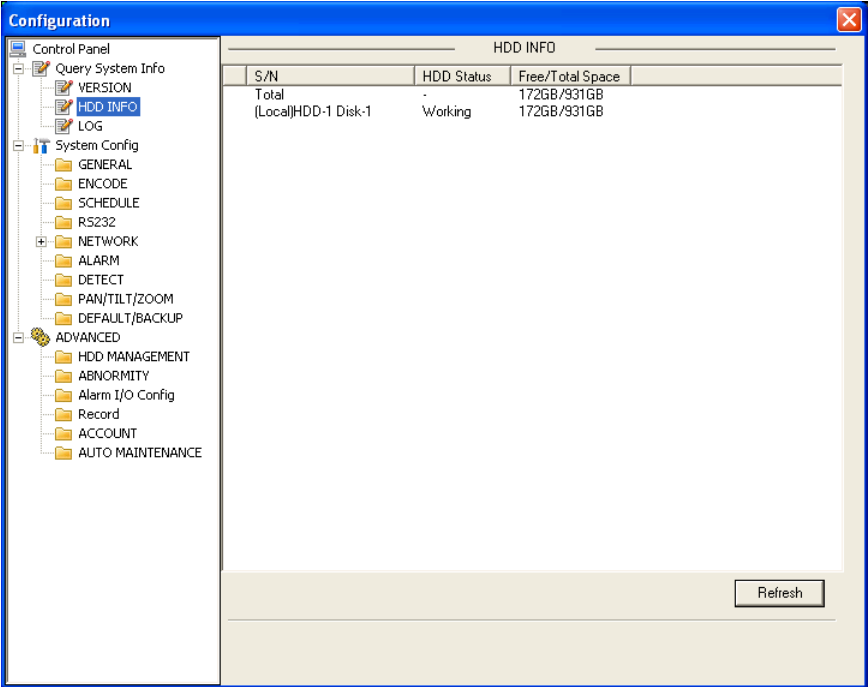 Configuration
Control Panel
Query System Info
VERSION
HDD INFO
LOG
System Config
GENERAL
ENCODE
SCHEDULE
RS232
NETWORK
ALARM
DETECT
PAN/TILT/ZOOM
DEFAULT/BACKUP
ADVANCED
HDD MANAGEMENT
ABNORMITY
Alarm I/O Config
Record
ACCOUNT
AUTO MAINTENANCE
HDD INFO
S/N HDD Status Free/Total Space
Total - 172GB/931GB
(Local)HDD-1 Disk-1 Working 172GB/931GB
Refresh